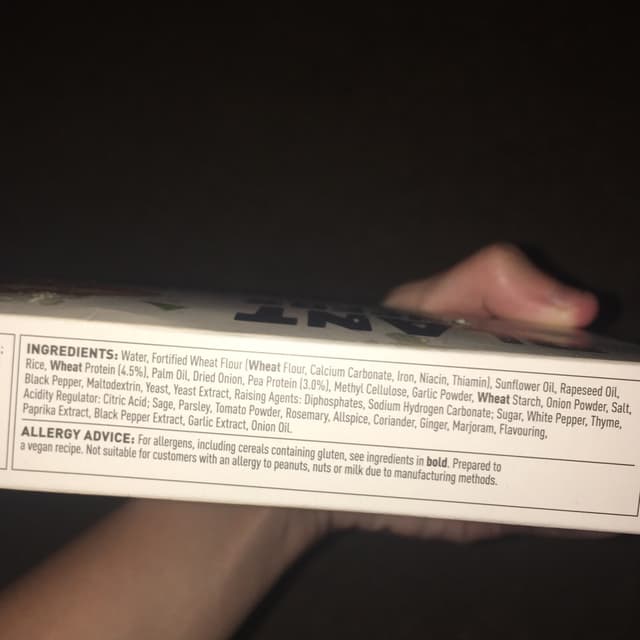 INGREDIENTS: Water, Fortified Wheat Flour (Wheat Flour, Calcium Carbonate, Iron, Niacin, Thiamin), Sunflower Oil, Rapeseed Oil,
Rice, Wheat Protein (4.5%), Palm Oil, Dried Onion, Pea Protein (3.0%), Methyl Cellulose, Garlic Powder, Wheat Starch, Onion Powder, Salt,
Black Pepper, Maltodextrin, Yeast, Yeast Extract, Raising Agents: Diphosphates, Sodium Hydrogen Carbonate; Sugar, White Pepper, Thyme,
Acidity Regulator: Citric Acid; Sage, Parsley, Tomato Powder, Rosemary, Allspice, Coriander, Ginger, Marjoram, Flavouring,
Paprika Extract, Black Pepper Extract, Garlic Extract, Onion Oil.
ALLERGY ADVICE: For allergens, including cereals containing gluten, see ingredients in bold. Prepared to
a vegan recipe. Not suitable for customers with an allergy to peanuts, nuts or milk due to manufacturing methods.